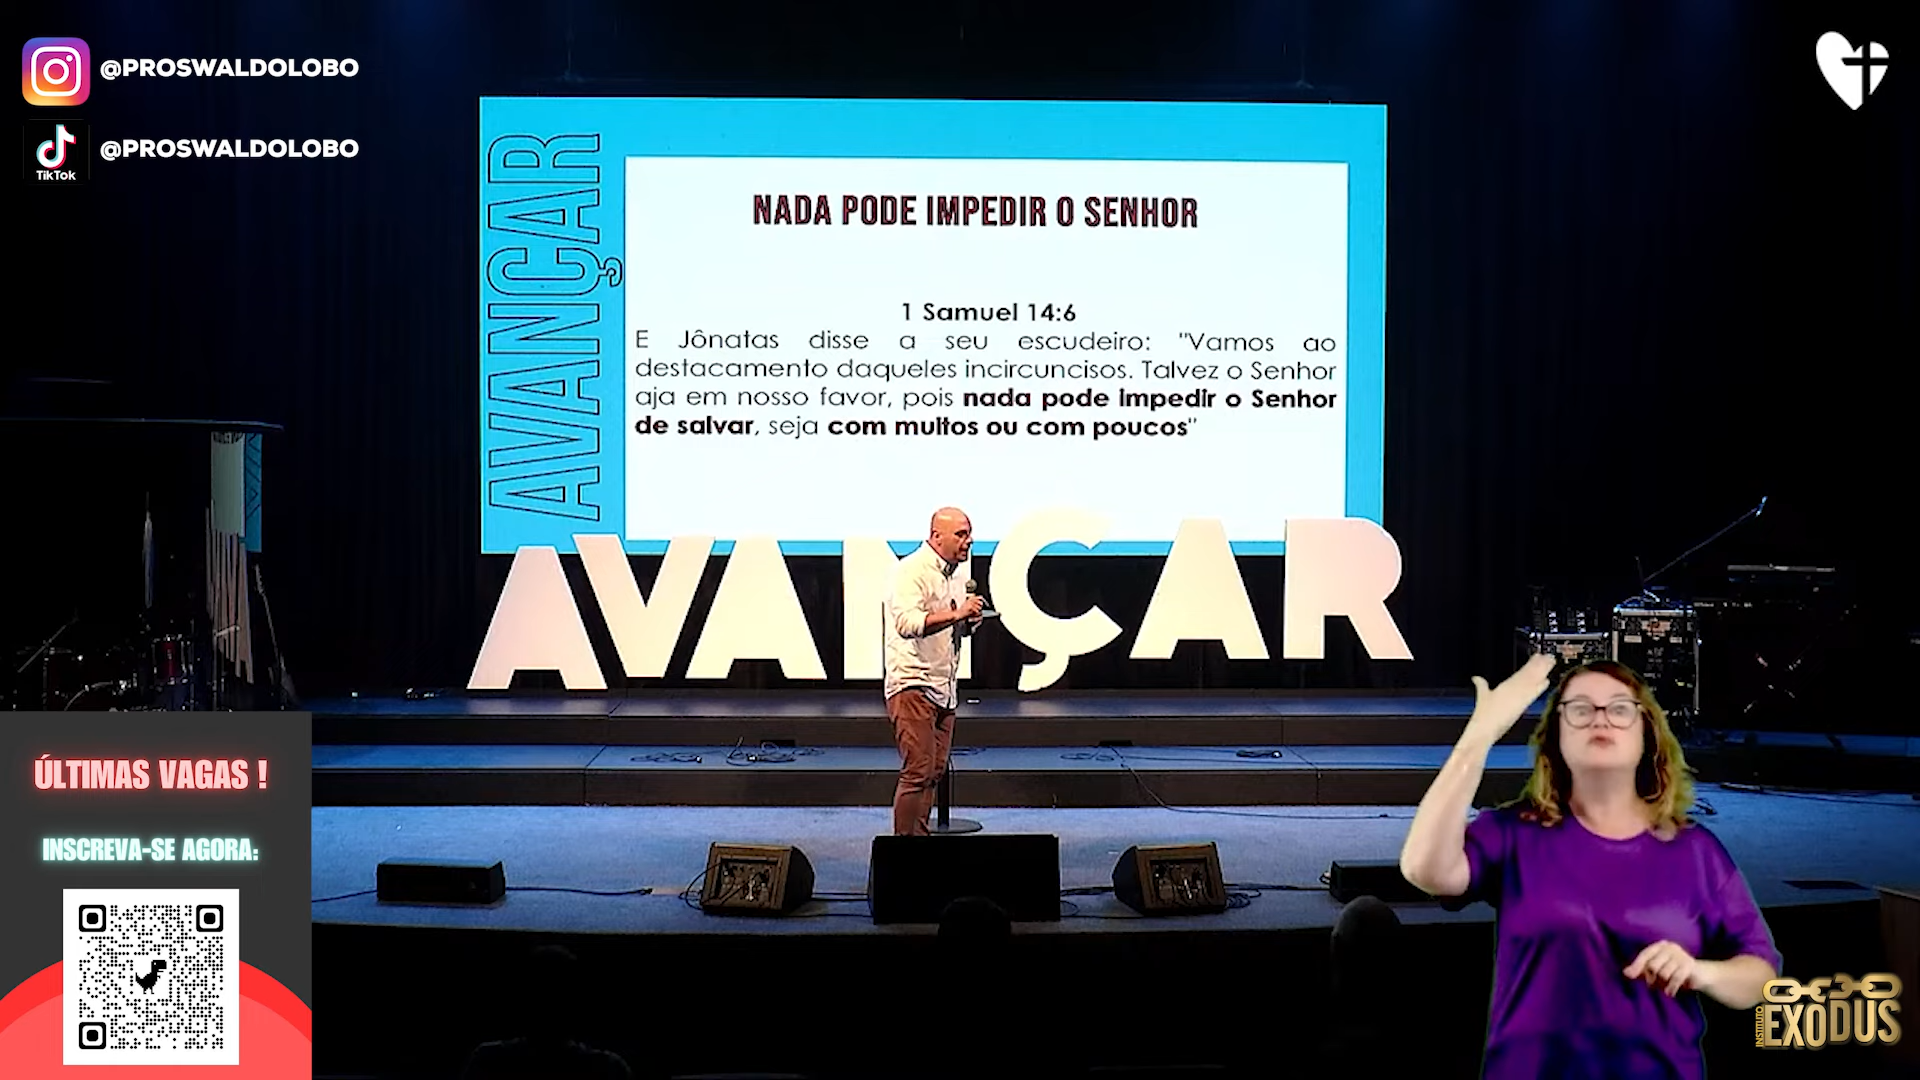 @PROSWALDOLOBO
TikTok
@PROSWALDOLOBO
AVANÇAR
NADA PODE IMPEDIR O SENHOR
1 Samuel 14:6
E Jônatas disse a seu escudeiro: "Vamos ao
destacamento daqueles incircuncisos. Talvez o Senhor
aja em nosso favor, pois nada pode impedir o Senhor
de salvar, seja com muitos ou com poucos"
AVANÇAR
ÚLTIMAS VAGAS !
INSCREVA-SE AGORA:
INSTITUTO
EXODUS